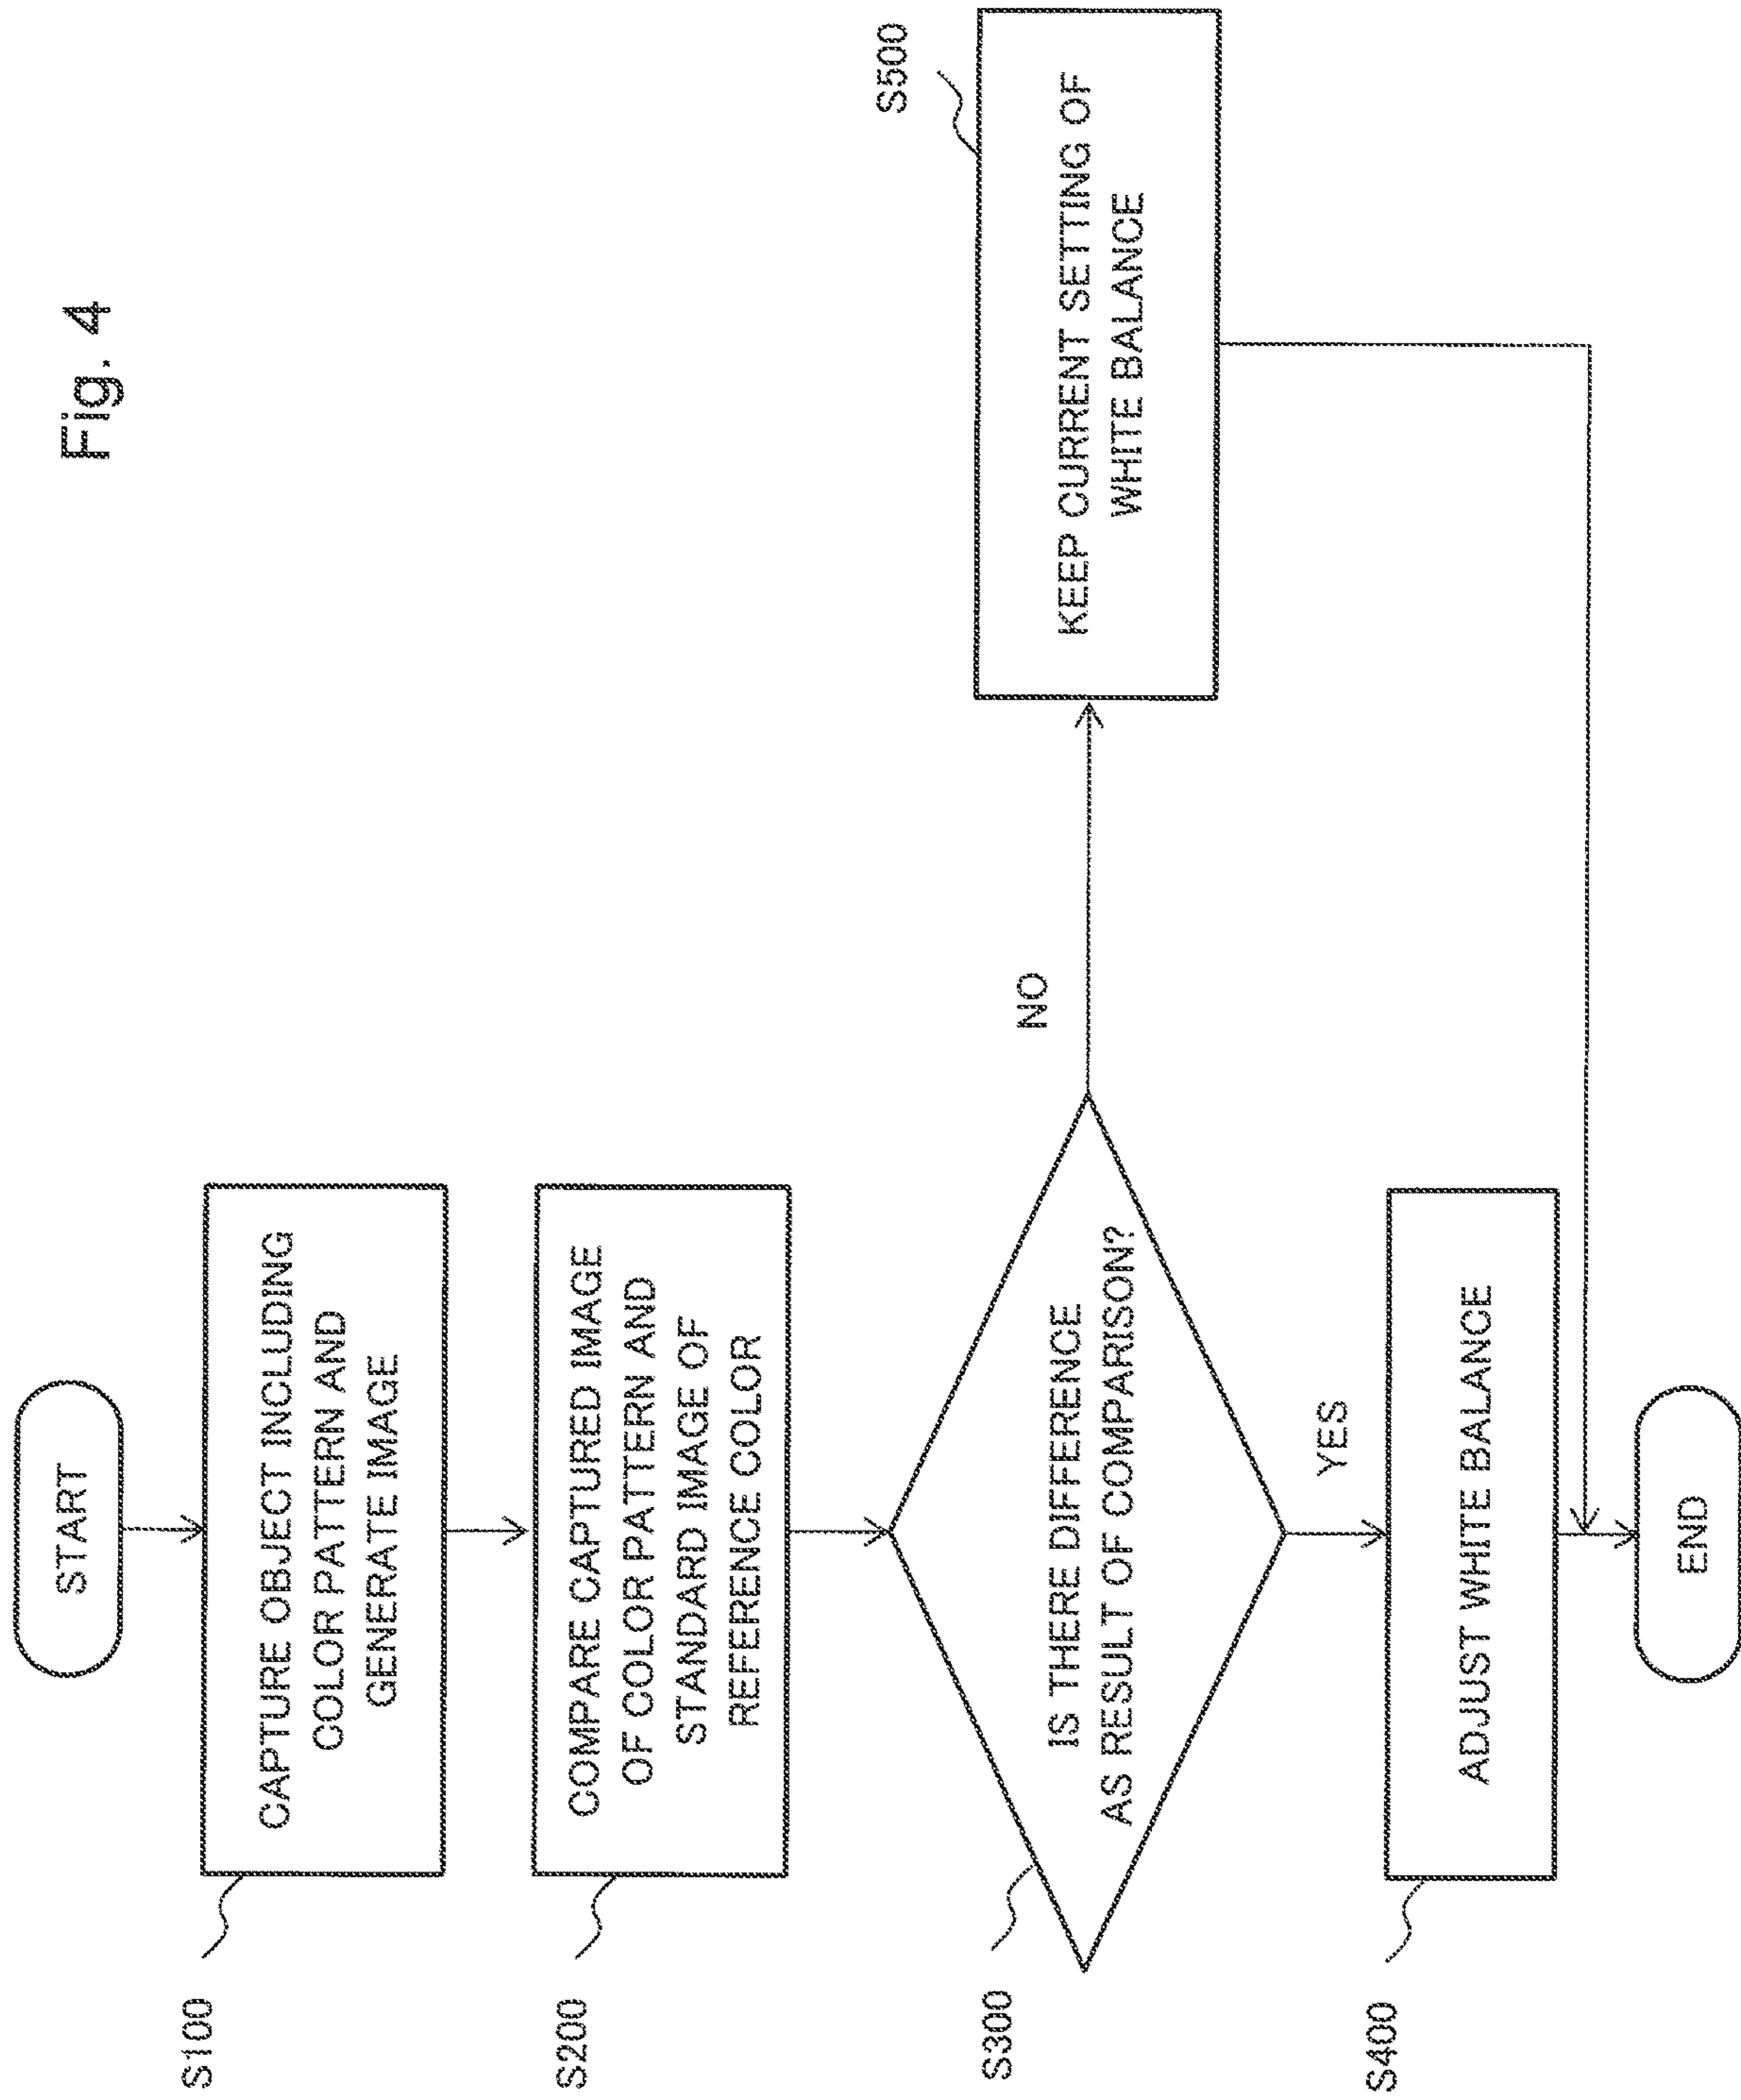 Fig. 4
START
S100
CAPTURE OBJECT INCLUDING
COLOR PATTERN AND
GENERATE IMAGE
S200
COMPARE CAPTURED IMAGE
OF COLOR PATTERN AND
STANDARD IMAGE OF
REFERENCE COLOR
S300
IS THERE DIFFERENCE
AS RESULT OF COMPARISON?
NO
S500
KEEP CURRENT SETTING OF
WHITE BALANCE
YES
S400
ADJUST WHITE BALANCE
END